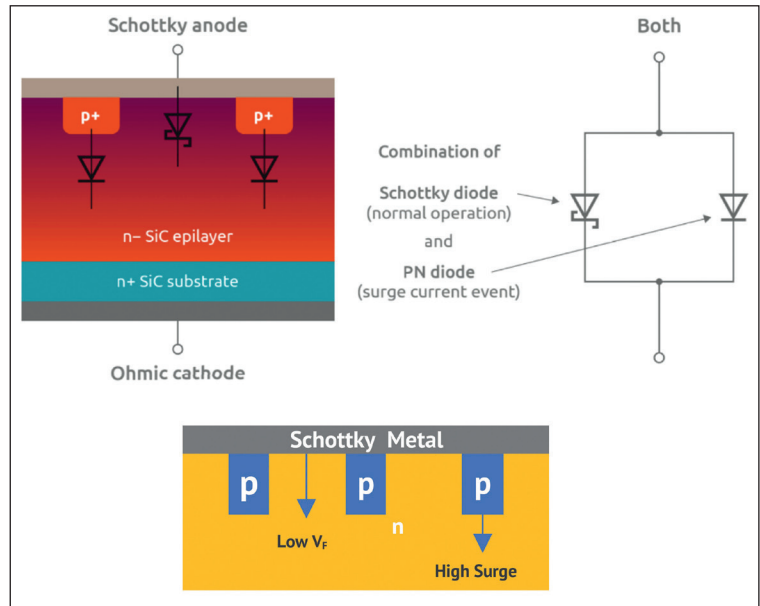 Schottky anode
p+
p+
n− SiC epilayer
n+ SiC substrate
Ohmic cathode
Both
Combination of
Schottky diode
(normal operation)
and
PN diode
(surge current event)
Schottky Metal
p
p
p
n
Low VF
High Surge